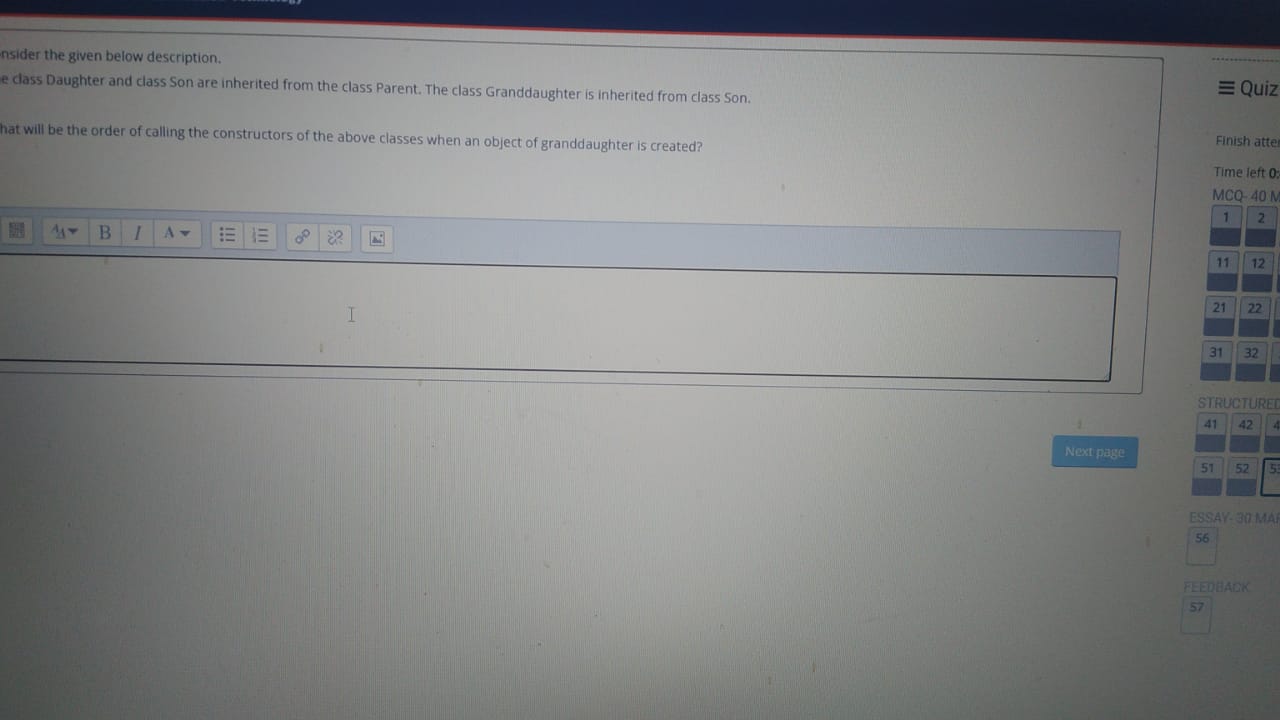 nsider the given below description.
e class Daughter and class Son are inherited from the class Parent. The class Granddaughter is inherited from class Son.
hat will be the order of calling the constructors of the above classes when an object of granddaughter is created?
B I A
Quiz
Finish atte
Time left 0:
MCQ- 40 M
1 2
11 12
21 22
31 32
STRUCTURED
41 42 4
51 52 5
ESSAY- 30 MAR
56
FEEDBACK
57
Next page